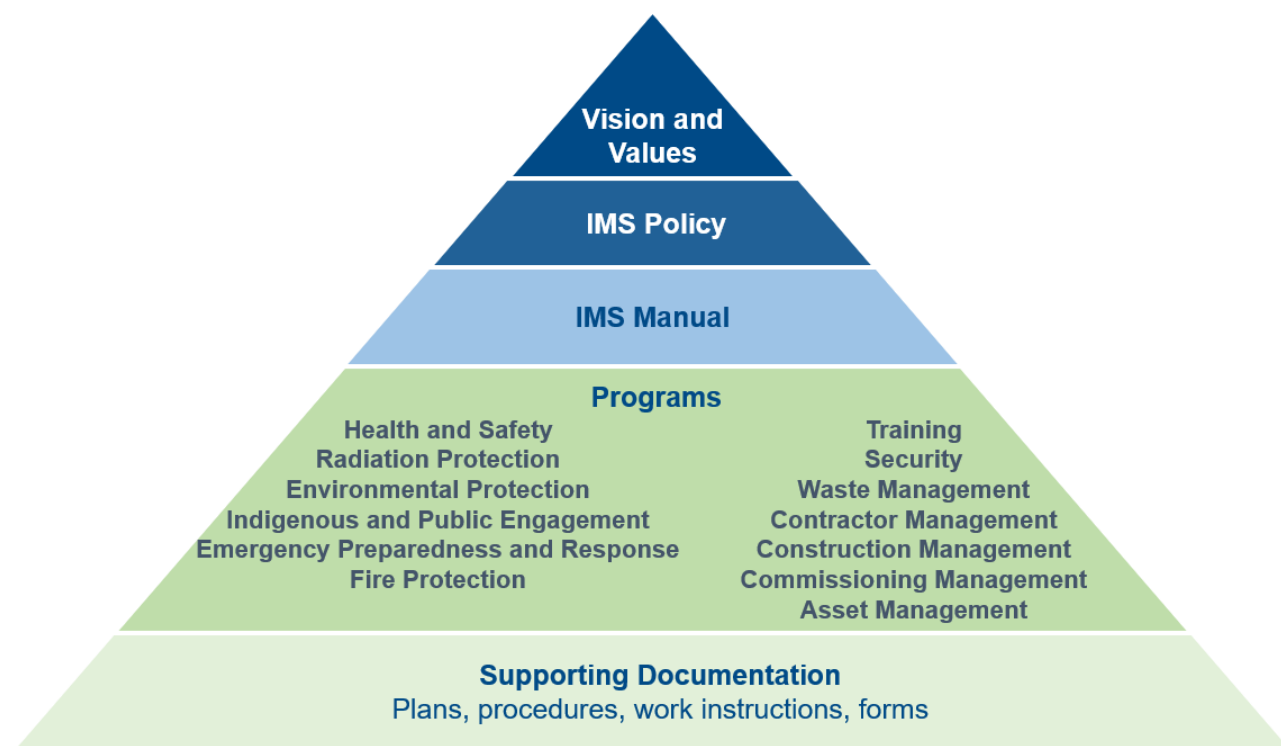 Vision and
Values
IMS Policy
IMS Manual
Programs
Health and Safety
Radiation Protection
Environmental Protection
Indigenous and Public Engagement
Emergency Preparedness and Response
Fire Protection
Training
Security
Waste Management
Contractor Management
Construction Management
Commissioning Management
Asset Management
Supporting Documentation
Plans, procedures, work instructions, forms